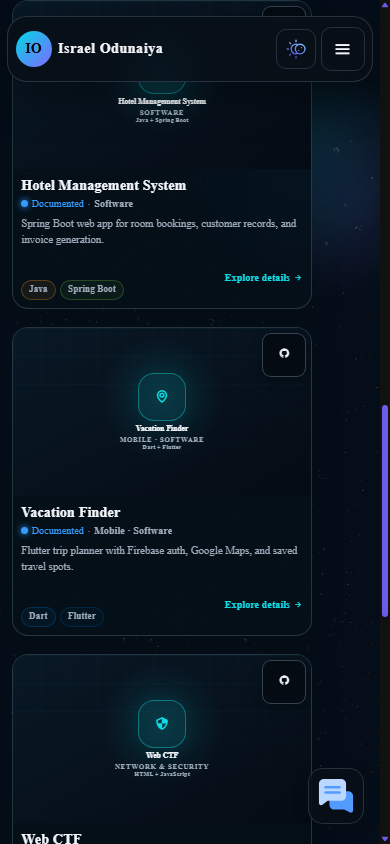 IO Israel Odunaiya
Hotel Management System
SOFTWARE
Java + Spring Boot
Hotel Management System
Documented · Software
Spring Boot web app for room bookings, customer records, and
invoice generation.
Explore details →
Java Spring Boot
Vacation Finder
MOBILE · SOFTWARE
Dart + Flutter
Vacation Finder
Documented · Mobile · Software
Flutter trip planner with Firebase auth, Google Maps, and saved
travel spots.
Explore details →
Dart Flutter
Web CTF
NETWORK & SECURITY
HTML + JavaScript
Web CTF